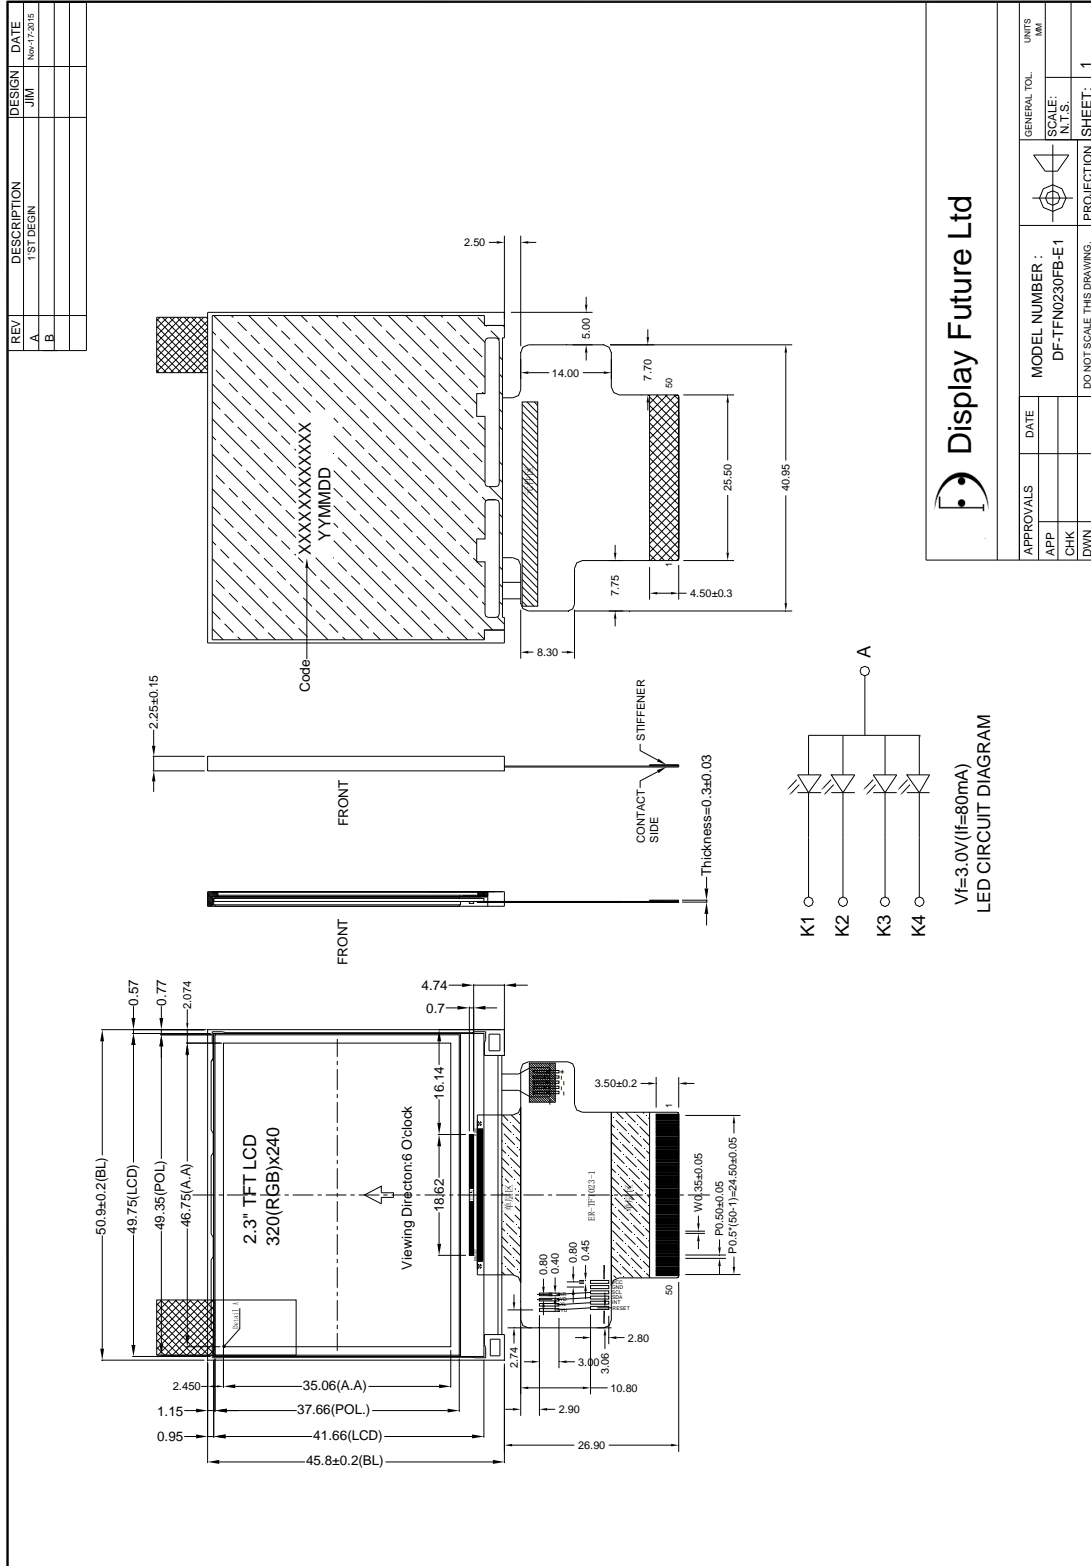 REV DESCRIPTION DESIGN DATE
A 1'ST DEGIN JIM Nov-17-2015
B
50.9±0.2(BL)
49.75(LCD)
49.35(POL)
46.75(A.A)
0.57
0.77
2.074
2.3" TFT LCD
320(RGB)x240
Viewing Direction:6 O'clock
Detail A
18.62
16.14
0.7
4.74
2.450
35.06(A.A)
1.15
37.66(POL.)
0.95
41.66(LCD)
45.8±0.2(BL)
ER-TFT023-1
0.80
0.40
0.80
0.45
VCC
GND
SCL
SDA
INT
RESET
2.74
3.00
3.06
2.80
10.80
2.90
26.90
3.50±0.2
1
50
W0.35±0.05
P0.50±0.05
P0.5*(50-1)=24.50±0.05
FRONT
Thickness=0.3±0.03
2.25±0.15
FRONT
CONTACT
SIDE
STIFFENER
Code
XXXXXXXXXXXXX
YYMMDD
2.50
5.00
14.00
7.70
50
1
25.50
40.95
7.75
4.50±0.3
8.30
K1
K2
K3
K4
A
Vf=3.0V(If=80mA)
LED CIRCUIT DIAGRAM
Display Future Ltd
APPROVALS DATE
APP
CHK
DWN
MODEL NUMBER :
DF-TFN0230FB-E1
DO NOT SCALE THIS DRAWING.
PROJECTION
GENERAL TOL.
UNITS
MM
SCALE:
N.T.S.
SHEET: 1